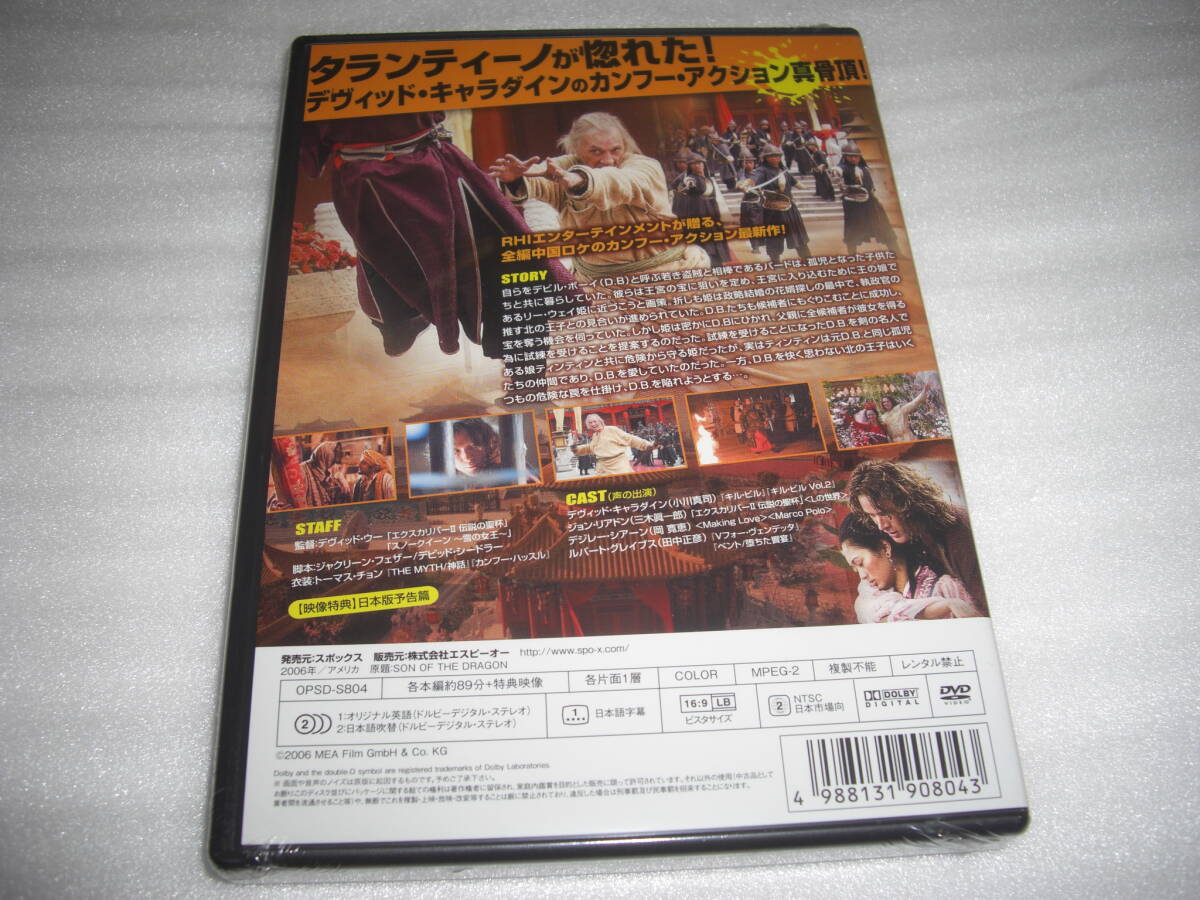 タランティーノが惚れた!
デヴィッド・キャラダインのカンフー・アクション真骨頂!
RHIエンターテインメントが贈る、
全編中国ロケのカンフー・アクション最新作!
STORY
自らをデビル・ボーイ(D.B)と呼ぶ若き盗賊と相棒であるバードは、孤児となった子供た
ちと共に暮らしていた。彼らは王宮の宝に狙いを定め、王宮に入り込むために王の娘で
あるリー・ウェイ姫に近づこうと画策。折しも姫は政略結婚の花婿探しの最中で、執政官の
推す北の王子との見合いが進められていた。D.B.たちも候補者にもぐりこむことに成功し、
宝を奪う機会を伺っていた。しかし姫は密かにD.B.にひかれ、父親に全候補者が彼女を得る
為に試練を受けることを提案するのだった。試練を受けることになったD.B.を剣の名人で
ある娘ティンティンと共に危険から守る姫だったが、実はティンティンは元D.B.と同じ孤児
たちの仲間であり、D.B.を愛していたのだった。一方、D.B.を快く思わない北の王子はいく
つもの危険な罠を仕掛け、D.B.を陥れようとする…。
STAFF
監督:デヴィッド・ウー「エクスカリバーII 伝説の聖杯」
「スノークイーン 〜雪の女王〜」
脚本:ジャクリーン・フェザー/デビッド・シードラー
衣装:トーマス・チョン「THE MYTH/神話」「カンフー・ハッスル」
【映像特典】日本版予告篇
CAST(声の出演)
デヴィッド・キャラダイン(小川真司)「キル・ビル」「キル・ビル Vol.2」
ジョン・リアドン(三木眞一郎)「エクスカリバーII 伝説の聖杯」<Lの世界>
デジレー・シアーン(岡 寛恵)<Making Love><Marco Polo>
ルパート・グレイブス(田中正彦)「Vフォー・ヴェンデッタ」
「ベント/堕ちた饗宴」
発売元:スポックス 販売元:株式会社エスピーオー http://www.spo-x.com/
2006年/アメリカ 原題:SON OF THE DRAGON
OPSD-S804 各本編約89分+特典映像 各片面1層 COLOR MPEG-2 複製不能 レンタル禁止
2 1:オリジナル英語(ドルビーデジタル・ステレオ)
2:日本語吹替(ドルビーデジタル・ステレオ)
1 日本語字幕
16:9 LB
ビスタサイズ
2 NTSC
日本市場向
DOLBY
DIGITAL
DVD
VIDEO
©2006 MEA Film GmbH & Co. KG
Dolby and the double-D symbol are registered trademarks of Dolby Laboratories.
※画面や音声のノイズは原版に起因するものです。予めご了承下さい。
4 988131 908043